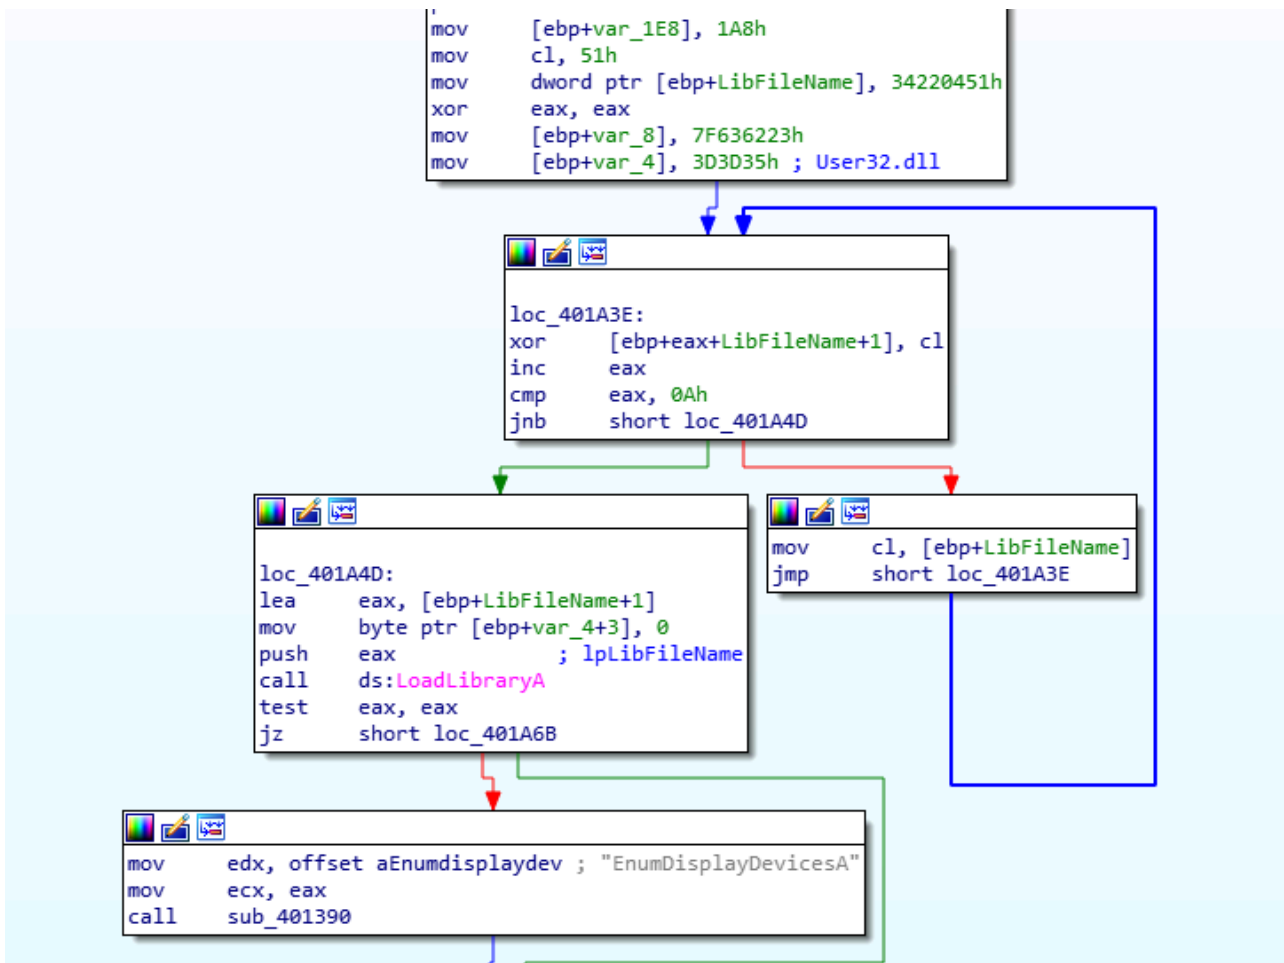 mov [ebp+var_1E8], 1A8h
mov cl, 51h
mov dword ptr [ebp+LibFileName], 34220451h
xor eax, eax
mov [ebp+var_8], 7F636223h
mov [ebp+var_4], 3D3D35h ; User32.dll
loc_401A3E:
xor [ebp+eax+LibFileName+1], cl
inc eax
cmp eax, 0Ah
jnb short loc_401A4D
loc_401A4D:
lea eax, [ebp+LibFileName+1]
mov byte ptr [ebp+var_4+3], 0
push eax ; lpLibFileName
call ds:LoadLibraryA
test eax, eax
jz short loc_401A6B
mov cl, [ebp+LibFileName]
jmp short loc_401A3E
mov edx, offset aEnumdisplaydev ; "EnumDisplayDevicesA"
mov ecx, eax
call sub_401390